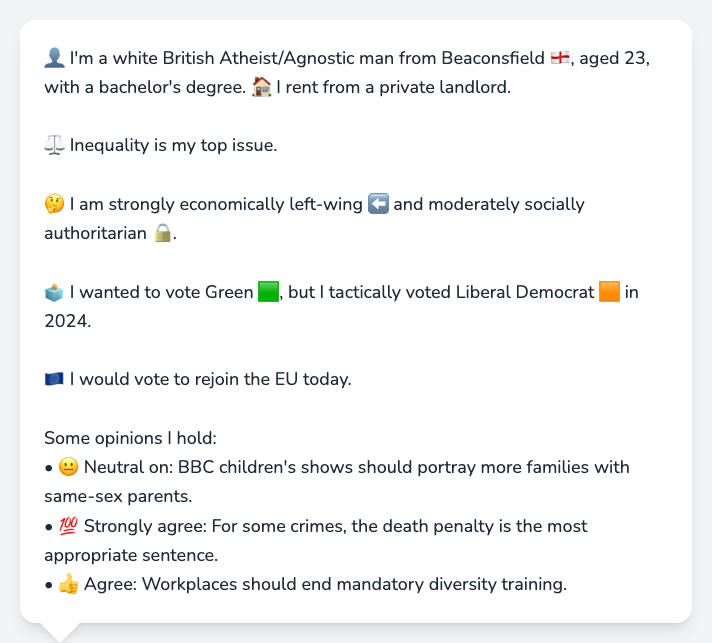 👤 I'm a white British Atheist/Agnostic man from Beaconsfield 🏴󠁧󠁢󠁥󠁮󠁧󠁿, aged 23,
with a bachelor's degree. 🏠 I rent from a private landlord.
⚖️ Inequality is my top issue.
🤔 I am strongly economically left-wing ⬅️ and moderately socially
authoritarian 🔒.
🗳️ I wanted to vote Green 🟩, but I tactically voted Liberal Democrat 🟧 in
2024.
🇪🇺 I would vote to rejoin the EU today.
Some opinions I hold:
• 😐 Neutral on: BBC children's shows should portray more families with
same-sex parents.
• 💯 Strongly agree: For some crimes, the death penalty is the most
appropriate sentence.
• 👍 Agree: Workplaces should end mandatory diversity training.